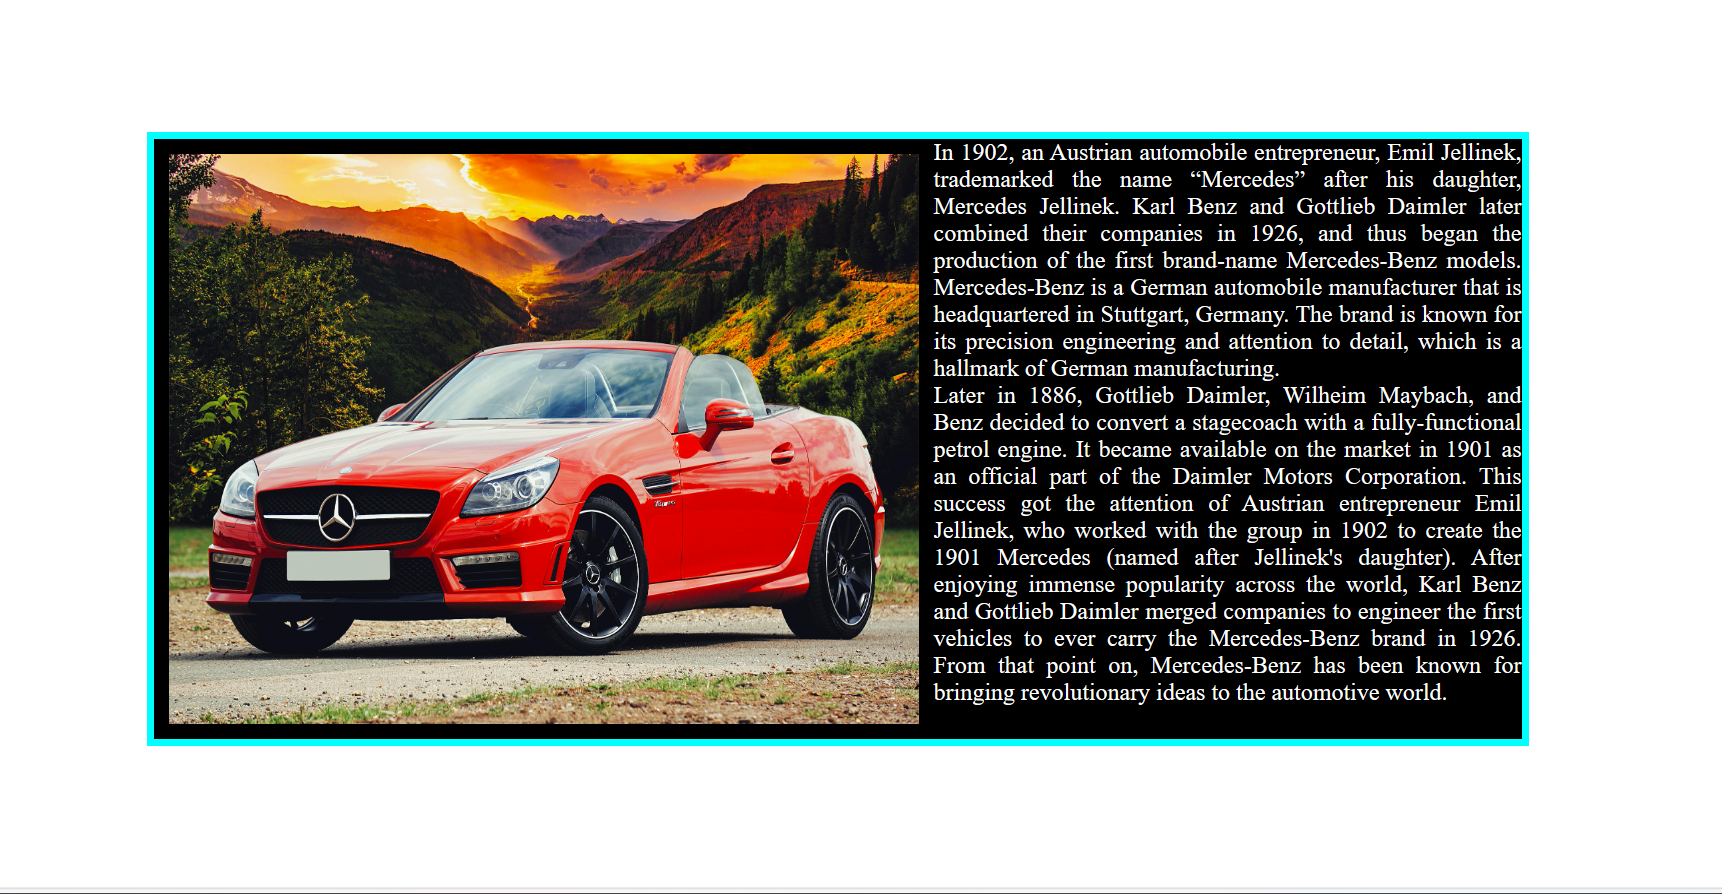 In 1902, an Austrian automobile entrepreneur, Emil Jellinek,
trademarked the name “Mercedes” after his daughter,
Mercedes Jellinek. Karl Benz and Gottlieb Daimler later
combined their companies in 1926, and thus began the
production of the first brand-name Mercedes-Benz models.
Mercedes-Benz is a German automobile manufacturer that is
headquartered in Stuttgart, Germany. The brand is known for
its precision engineering and attention to detail, which is a
hallmark of German manufacturing.
Later in 1886, Gottlieb Daimler, Wilheim Maybach, and
Benz decided to convert a stagecoach with a fully-functional
petrol engine. It became available on the market in 1901 as
an official part of the Daimler Motors Corporation. This
success got the attention of Austrian entrepreneur Emil
Jellinek, who worked with the group in 1902 to create the
1901 Mercedes (named after Jellinek's daughter). After
enjoying immense popularity across the world, Karl Benz
and Gottlieb Daimler merged companies to engineer the first
vehicles to ever carry the Mercedes-Benz brand in 1926.
From that point on, Mercedes-Benz has been known for
bringing revolutionary ideas to the automotive world.